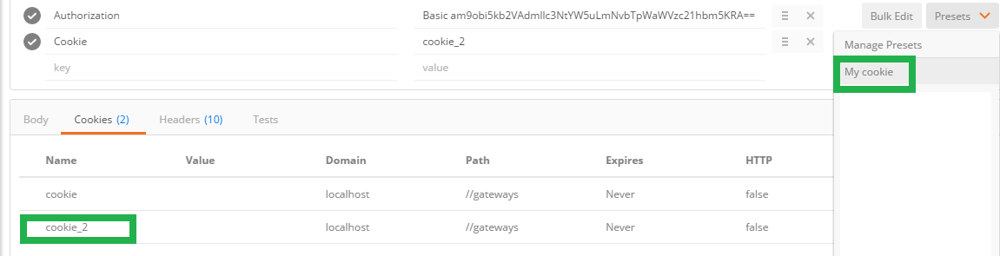 Authorization Basic am9obi5kb2VAdmllc3NtYW5uLmNvbTpWaWVzc21hbm5KRA== Bulk Edit Presets
Cookie cookie_2 Manage Presets
key value My cookie
Body Cookies (2) Headers (10) Tests
Name Value Domain Path Expires HTTP
cookie localhost //gateways Never false
cookie_2 localhost //gateways Never false